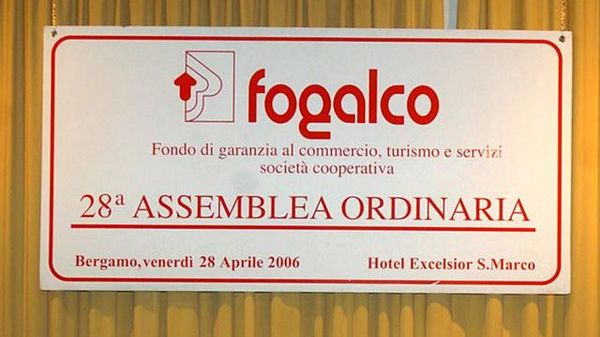 fogalco
Fondo di garanzia al commercio, turismo e servizi
società cooperativa
28ª ASSEMBLEA ORDINARIA
Bergamo, venerdì 28 Aprile 2006 Hotel Excelsior S.Marco